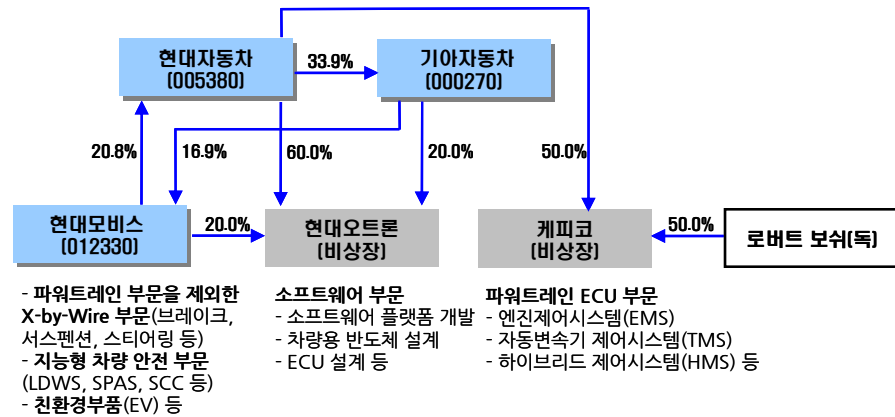 현대자동차
(005380)
33.9%
기아자동차
(000270)
20.8%
16.9%
60.0%
20.0%
50.0%
현대모비스
(012330)
20.0%
현대오트론
(비상장)
케피코
(비상장)
50.0%
로버트 보쉬(독)
- 파워트레인 부문을 제외한
X-by-Wire 부문(브레이크,
서스펜션, 스티어링 등)
- 지능형 차량 안전 부문
(LDWS, SPAS, SCC 등)
- 친환경부품(EV) 등
소프트웨어 부문
- 소프트웨어 플랫폼 개발
- 차량용 반도체 설계
- ECU 설계 등
파워트레인 ECU 부문
- 엔진제어시스템(EMS)
- 자동변속기 제어시스템(TMS)
- 하이브리드 제어시스템(HMS) 등